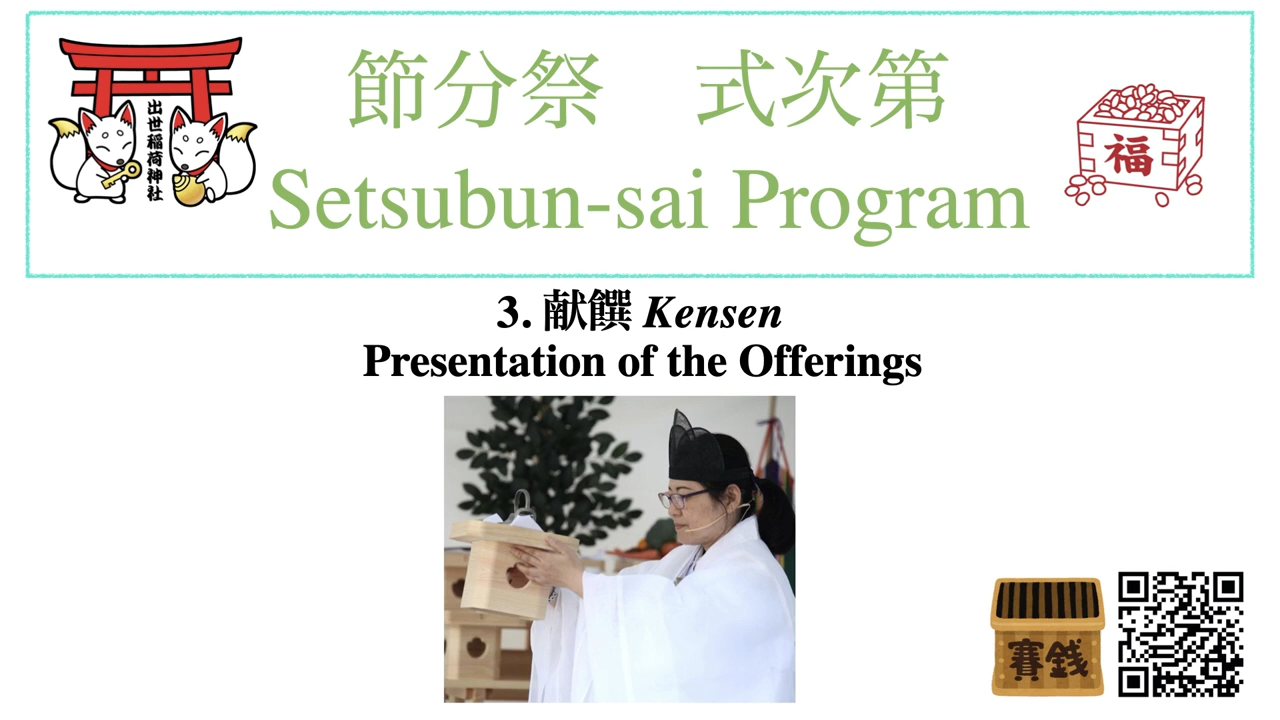 節分祭　式次第
Setsubun-sai Program
出世稲荷神社
福
3. 献饌 Kensen
Presentation of the Offerings
賽銭